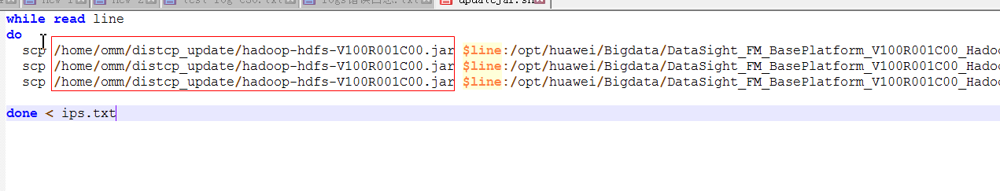 updatejar.sh
while read line
do
scp /home/omm/distcp_update/hadoop-hdfs-V100R001C00.jar $line:/opt/huawei/Bigdata/DataSight_FM_BasePlatform_V100R001C00_Hadoo
scp /home/omm/distcp_update/hadoop-hdfs-V100R001C00.jar $line:/opt/huawei/Bigdata/DataSight_FM_BasePlatform_V100R001C00_Hadoo
scp /home/omm/distcp_update/hadoop-hdfs-V100R001C00.jar $line:/opt/huawei/Bigdata/DataSight_FM_BasePlatform_V100R001C00_Hadoo
done < ips.txt